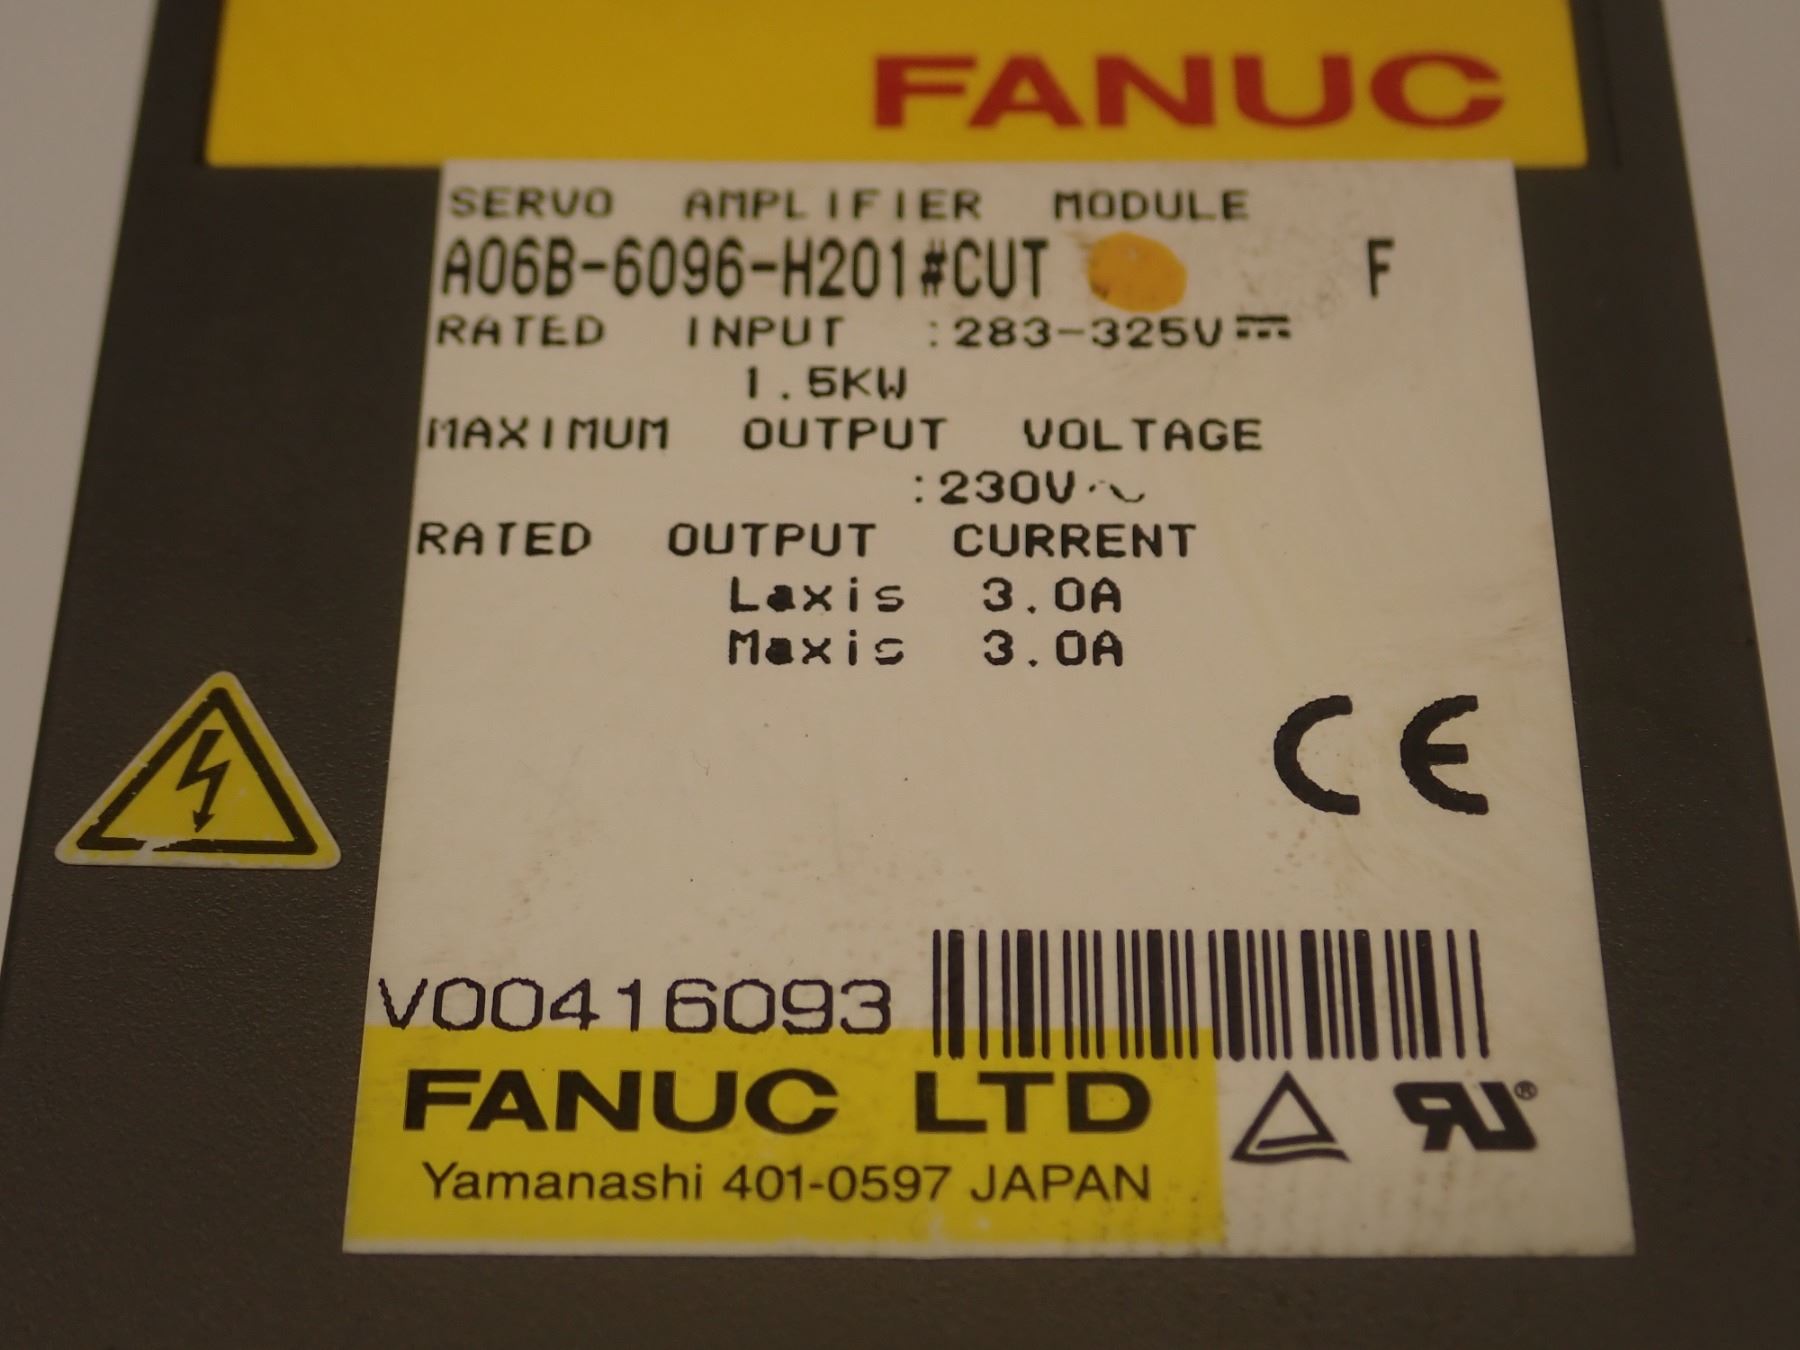 FANUC
SERVO AMPLIFIER MODULE
A06B-6096-H201#CUT F
RATED INPUT :283-325V⎓
1.5KW
MAXIMUM OUTPUT VOLTAGE
:230V~
RATED OUTPUT CURRENT
Laxis 3.0A
Maxis 3.0A
CE
V00416093
FANUC LTD
Yamanashi 401-0597 JAPAN
RU®